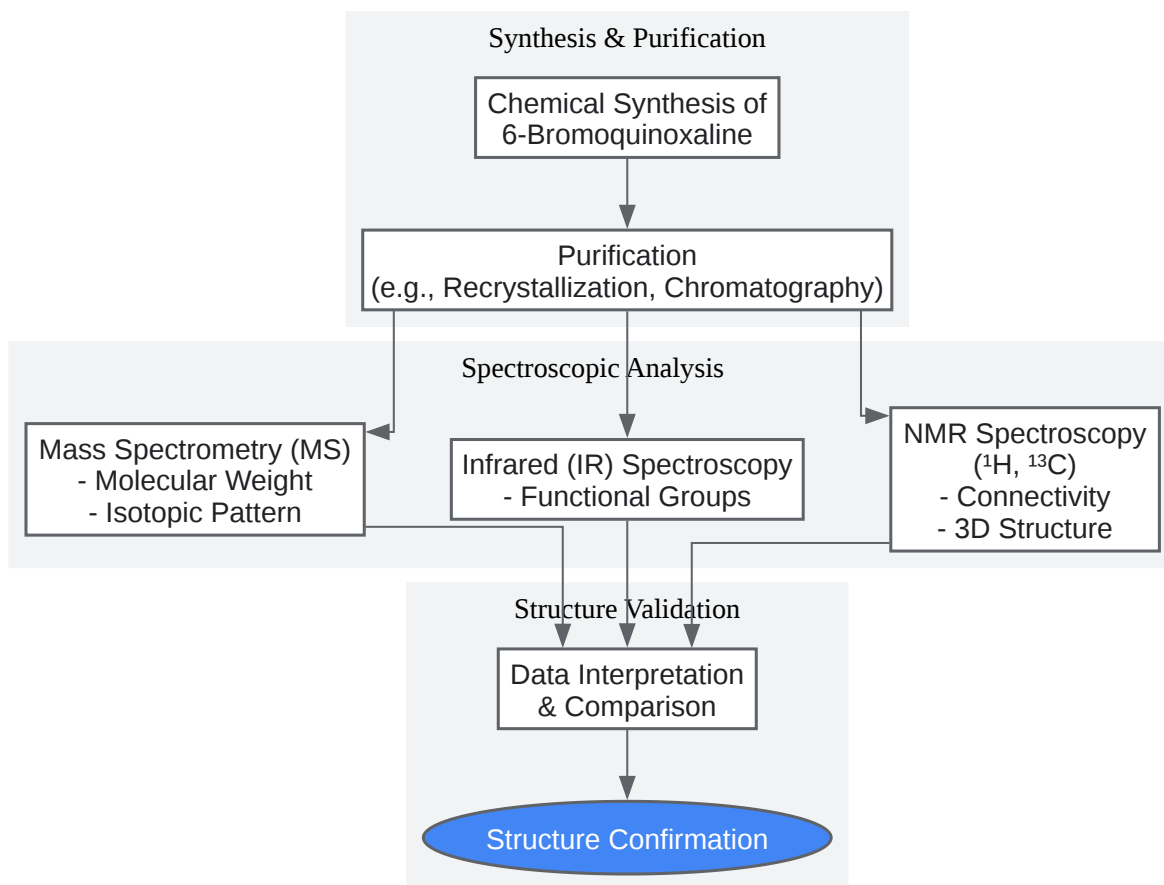 Synthesis & Purification
Chemical Synthesis of
6-Bromoquinoxaline
Purification
(e.g., Recrystallization, Chromatography)
Spectroscopic Analysis
Mass Spectrometry (MS)
- Molecular Weight
- Isotopic Pattern
Infrared (IR) Spectroscopy
- Functional Groups
NMR Spectroscopy
(¹H, ¹³C)
- Connectivity
- 3D Structure
Structure Validation
Data Interpretation
& Comparison
Structure Confirmation